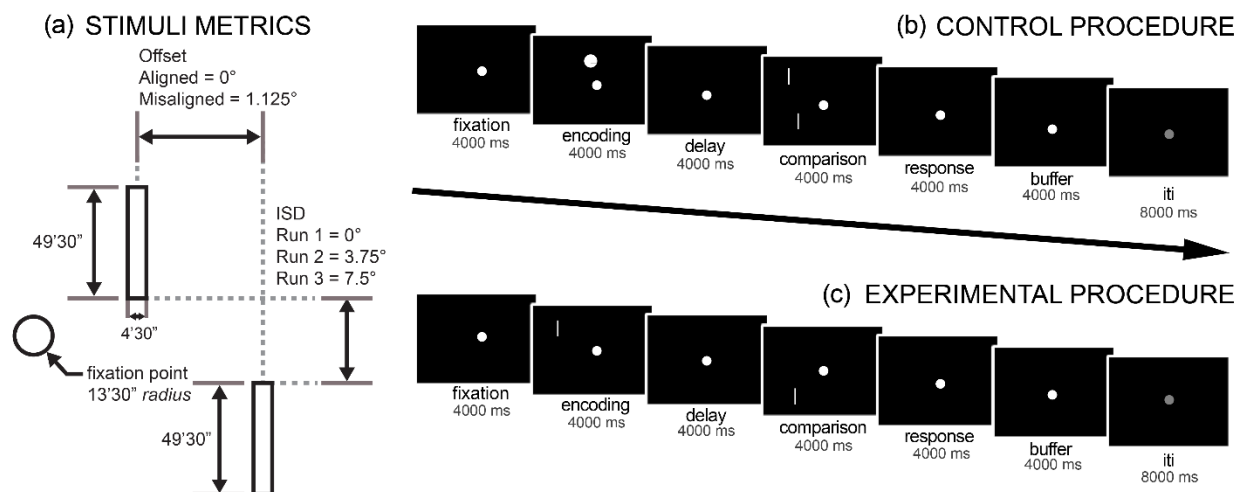 (a) STIMULI METRICS
Offset
Aligned = 0°
Misaligned = 1.125°
49'30"
ISD
Run 1 = 0°
Run 2 = 3.75°
Run 3 = 7.5°
4'30"
fixation point
13'30" radius
49'30"
(b) CONTROL PROCEDURE
fixation
4000 ms
encoding
4000 ms
delay
4000 ms
comparison
4000 ms
response
4000 ms
buffer
4000 ms
iti
8000 ms
(c) EXPERIMENTAL PROCEDURE
fixation
4000 ms
encoding
4000 ms
delay
4000 ms
comparison
4000 ms
response
4000 ms
buffer
4000 ms
iti
8000 ms